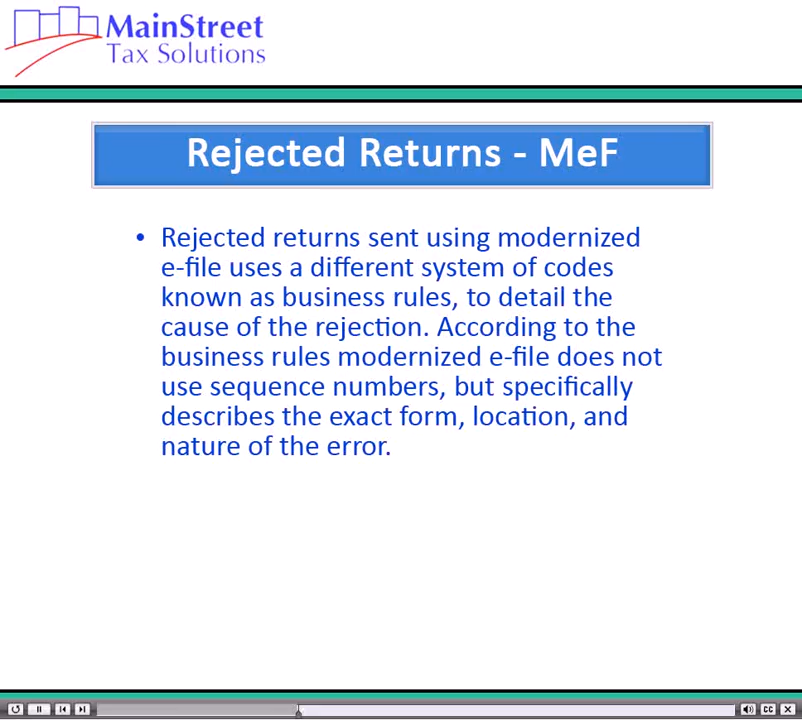 MainStreet
Tax Solutions
Rejected Returns - MeF
• Rejected returns sent using modernized
e-file uses a different system of codes
known as business rules, to detail the
cause of the rejection. According to the
business rules modernized e-file does not
use sequence numbers, but specifically
describes the exact form, location, and
nature of the error.
CC